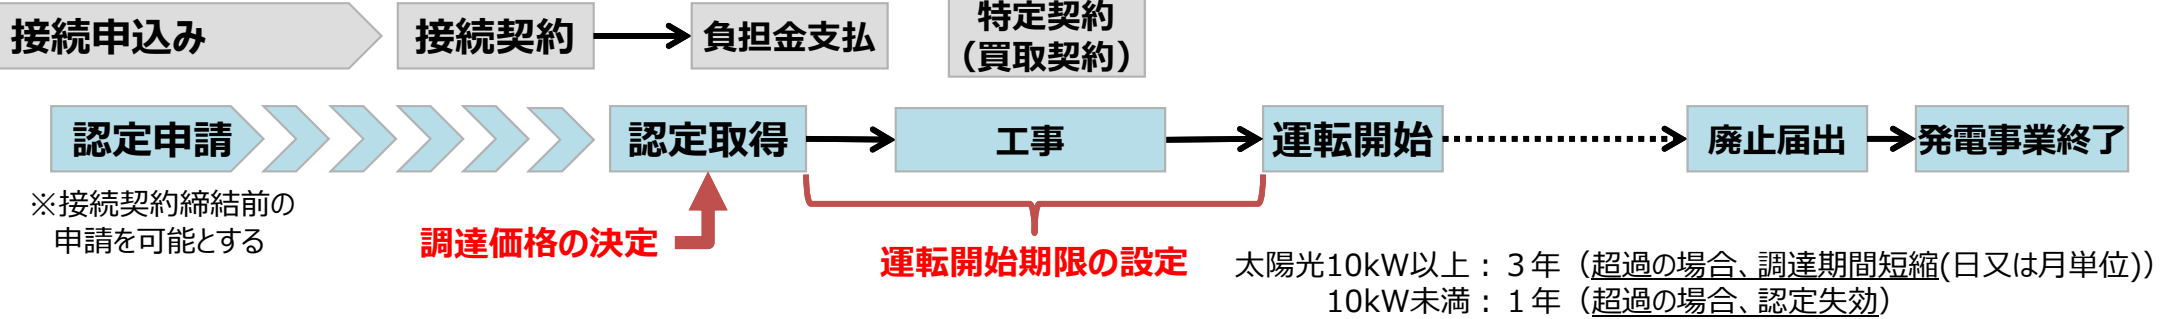 接続申込み
接続契約
負担金支払
特定契約
（買取契約）
認定申請
認定取得
工事
運転開始
廃止届出
発電事業終了
※接続契約締結前の
申請を可能とする
調達価格の決定
運転開始期限の設定
太陽光10kW以上：３年（超過の場合、調達期間短縮(日又は月単位)）
10kW未満：１年（超過の場合、認定失効）